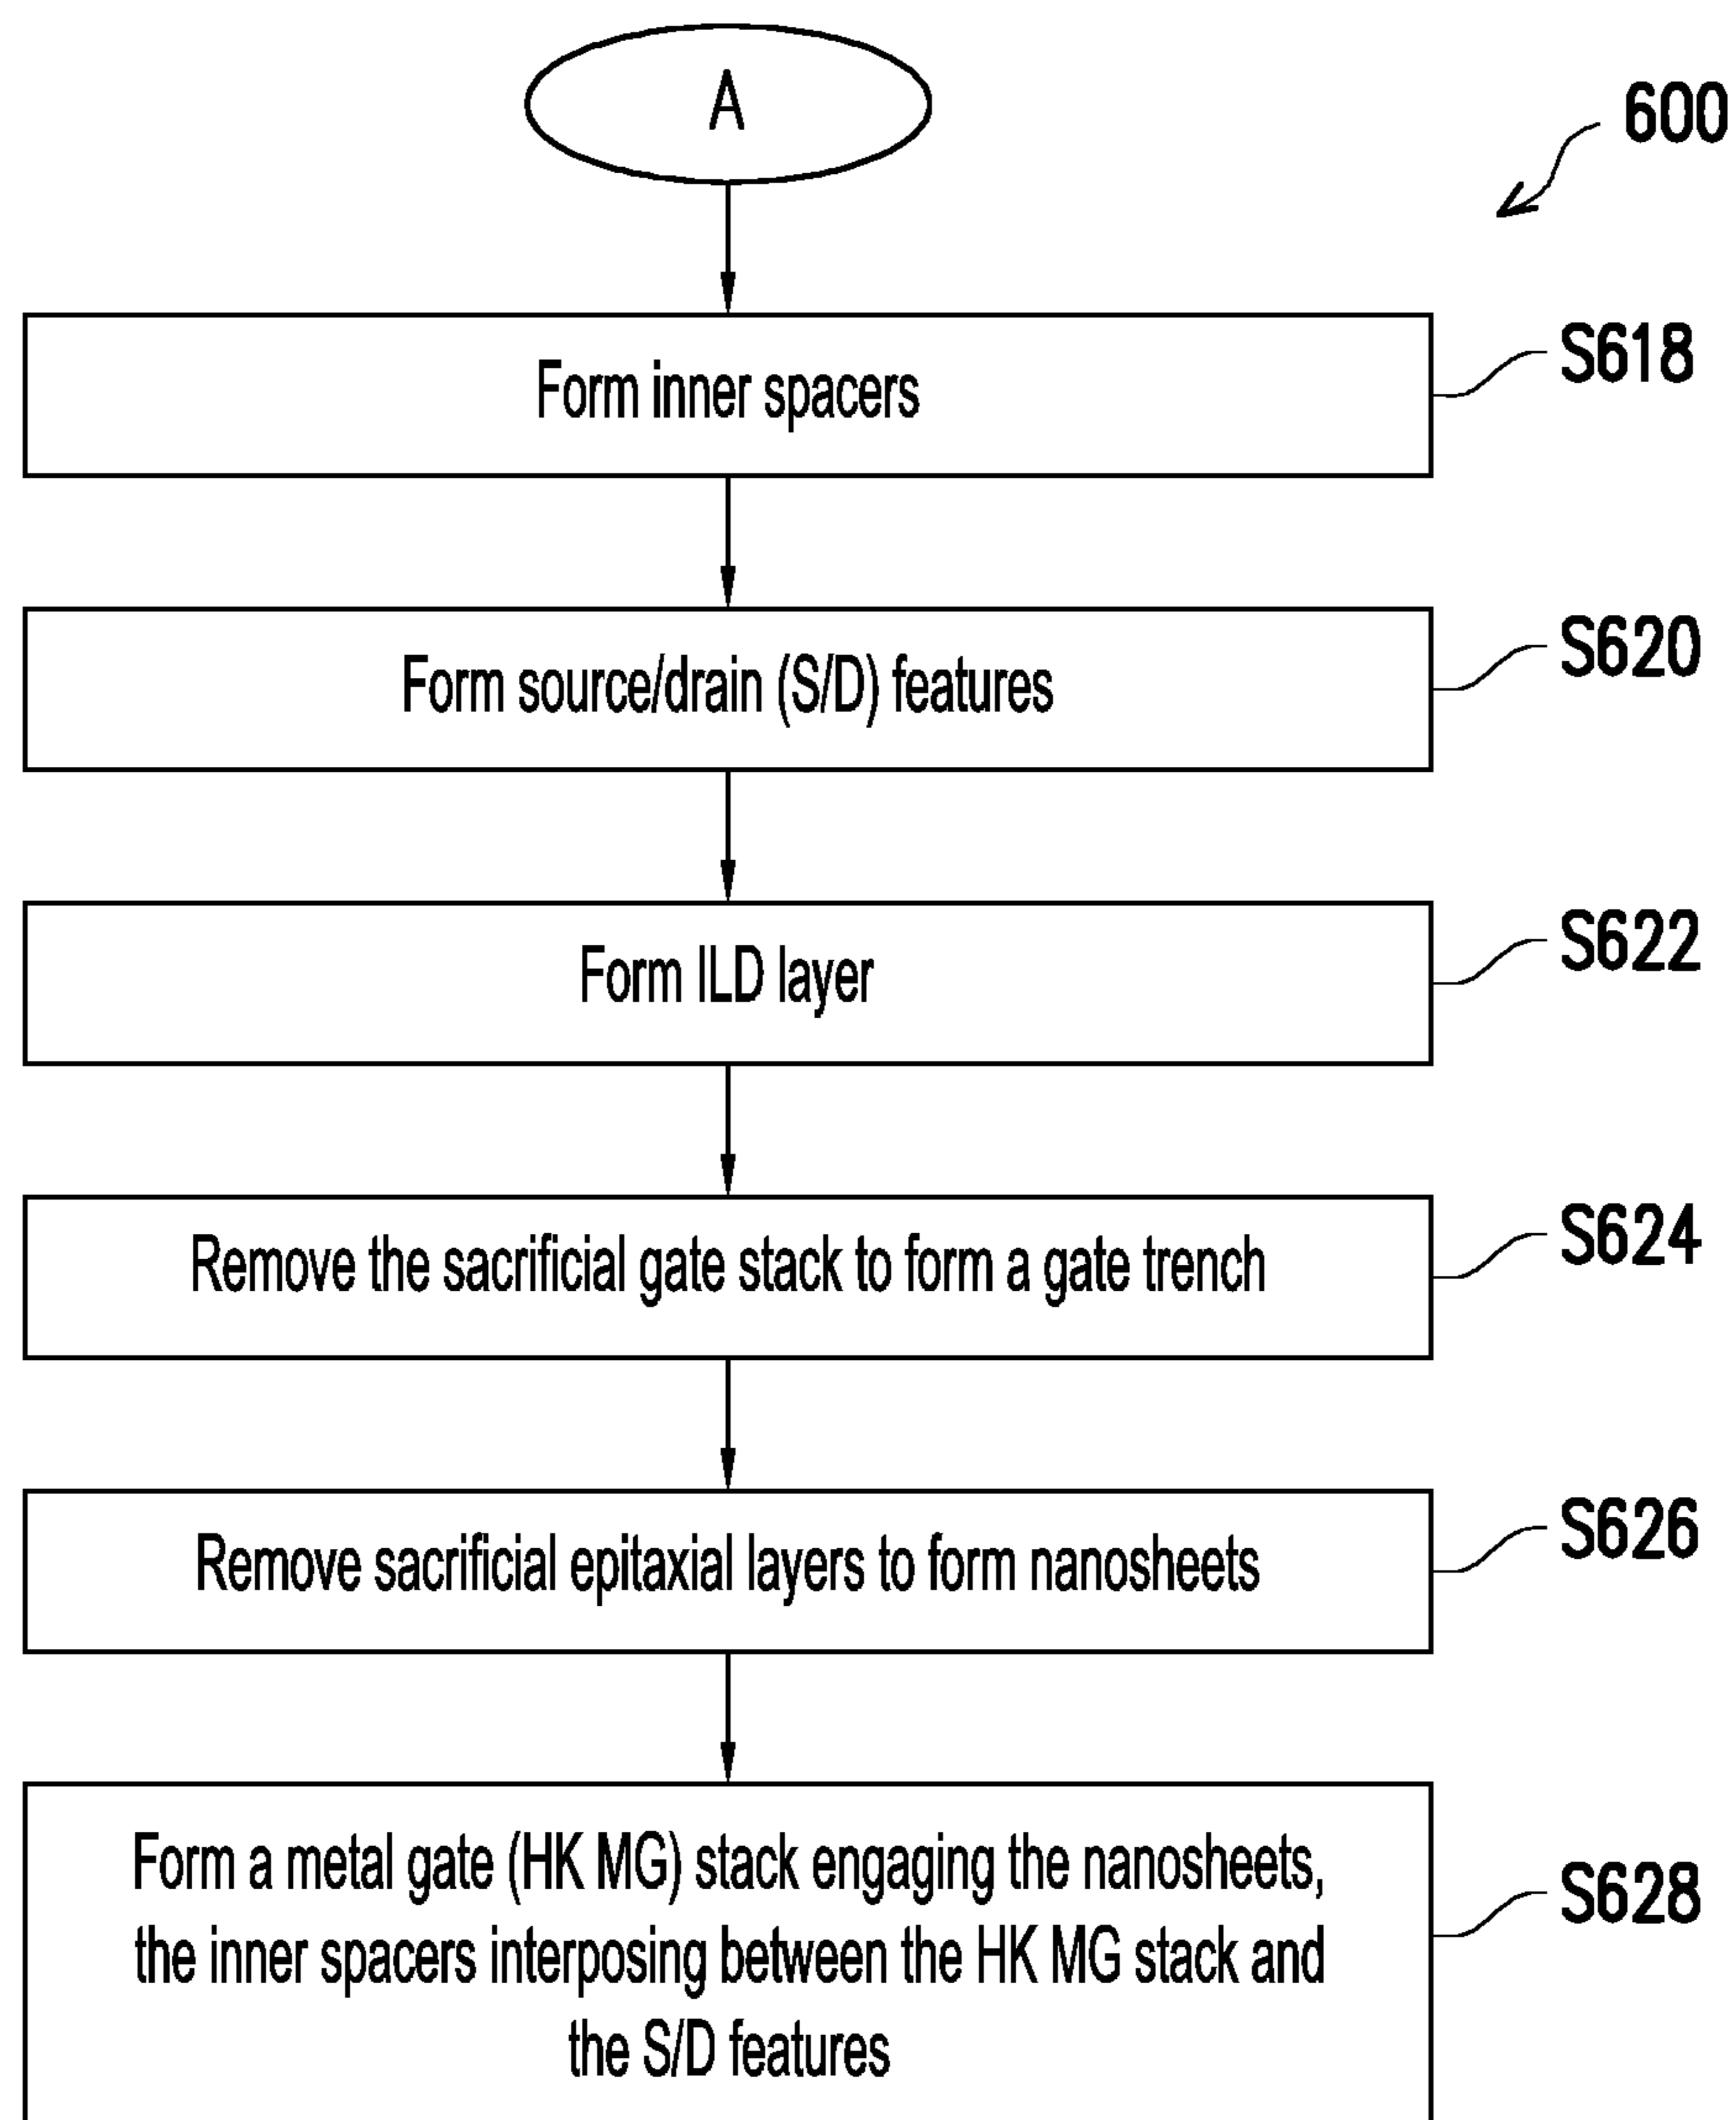 A
600
Form inner spacers
S618
Form source/drain (S/D) features
S620
Form ILD layer
S622
Remove the sacrificial gate stack to form a gate trench
S624
Remove sacrificial epitaxial layers to form nanosheets
S626
Form a metal gate (HK MG) stack engaging the nanosheets,
the inner spacers interposing between the HK MG stack and
the S/D features
S628